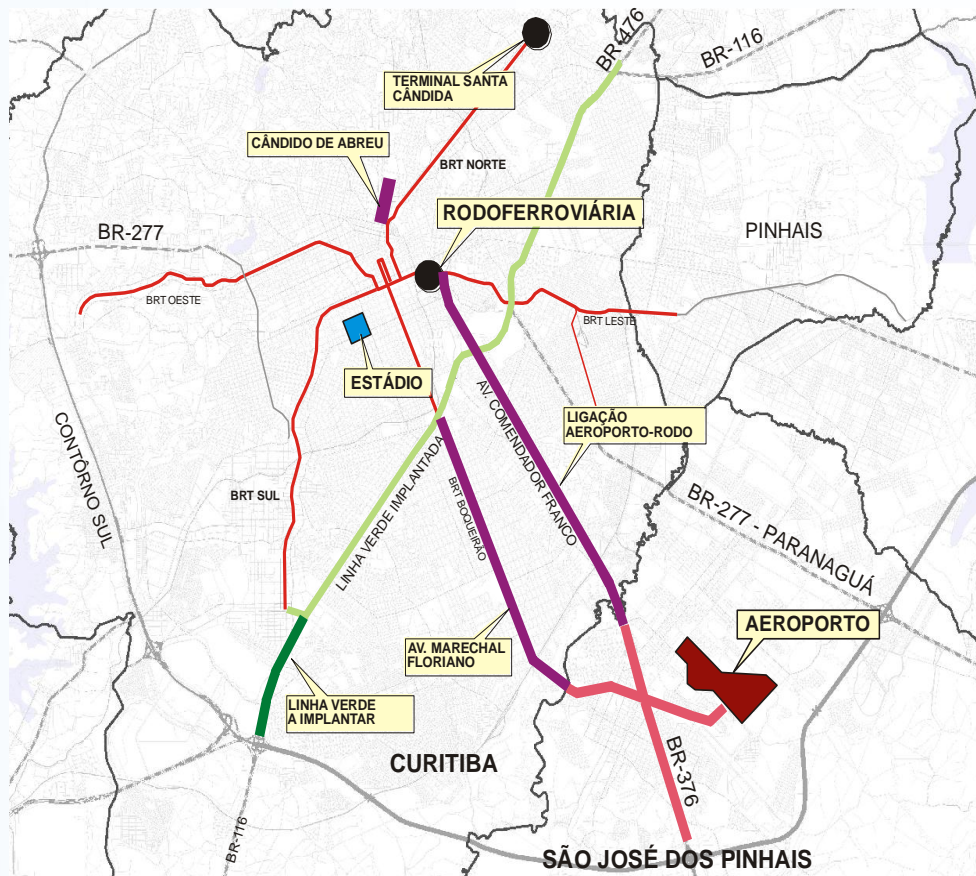 BR-476
BR-116
TERMINAL SANTA
CÂNDIDA
CÂNDIDO DE ABREU
BRT NORTE
RODOFERROVIÁRIA
BR-277
PINHAIS
BRT OESTE
BRT LESTE
ESTÁDIO
AV. COMENDADOR FRANCO
LIGAÇÃO
AEROPORTO-RODO
CONTÔRNO SUL
LINHA VERDE IMPLANTADA
BRT BOQUEIRÃO
BRT SUL
BR-277 - PARANAGUÁ
AEROPORTO
AV. MARECHAL
FLORIANO
LINHA VERDE
A IMPLANTAR
CURITIBA
BR-376
BR-116
SÃO JOSÉ DOS PINHAIS